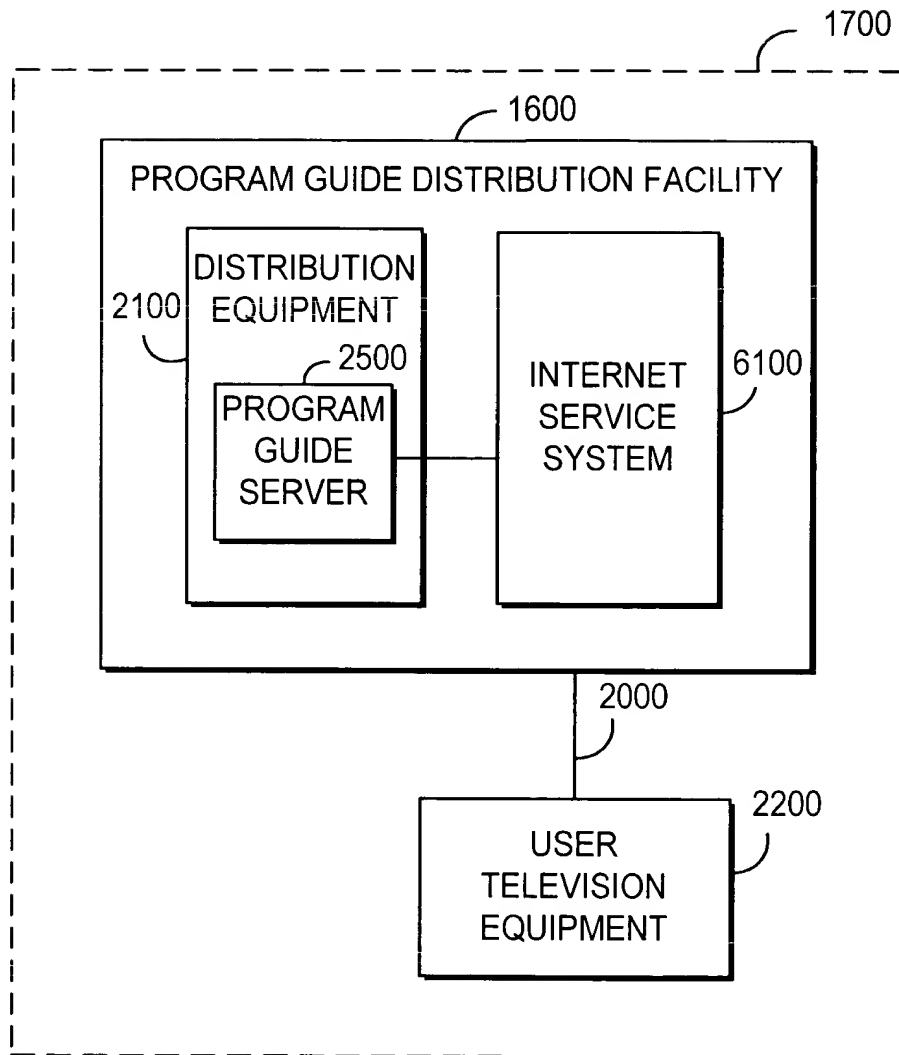 1700
1600
PROGRAM GUIDE DISTRIBUTION FACILITY
DISTRIBUTION
EQUIPMENT
2100
2500
PROGRAM
GUIDE
SERVER
INTERNET
SERVICE
SYSTEM
6100
2000
2200
USER
TELEVISION
EQUIPMENT